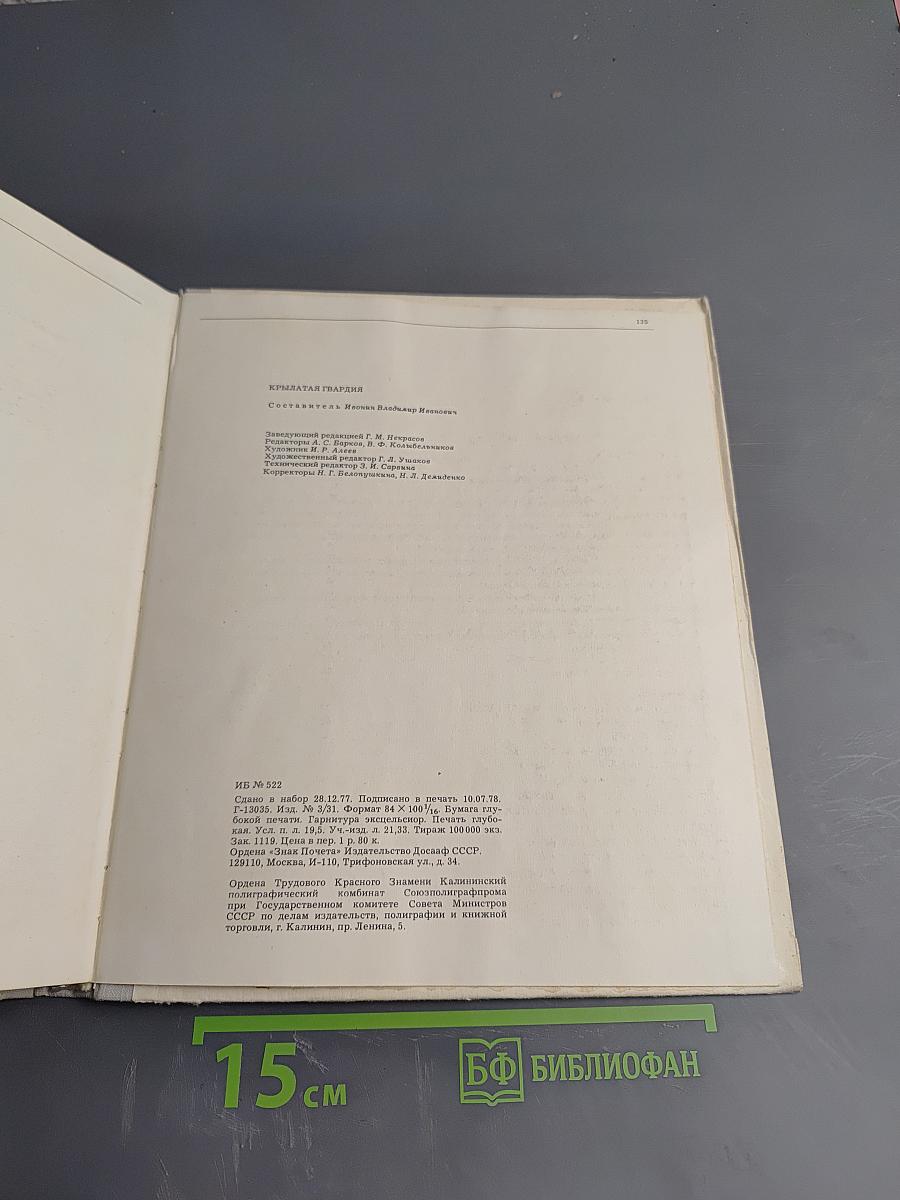 135
КРЫЛАТАЯ ГВАРДИЯ
Составитель Ивонин Владимир Иванович
Заведующий редакцией Г. М. Некрасов
Редакторы А. С. Барков, В. Ф. Колыбельников
Художник И. Р. Алеев
Художественный редактор Г. Л. Ушаков
Технический редактор З. И. Сарвина
Корректоры Н. Г. Белопушкина, Н. Л. Демиденко
ИБ № 522
Сдано в набор 28.12.77. Подписано в печать 10.07.78.
Г-13035. Изд. № 3/31. Формат 84 × 100 1/16. Бумага глу-
бокой печати. Гарнитура эксцельсиор. Печать глубо-
кая. Усл. п. л. 19,5. Уч.-изд. л. 21,33. Тираж 100 000 экз.
Зак. 1119. Цена в пер. 1 р. 80 к.
Ордена «Знак Почета» Издательство Досааф СССР.
129110, Москва, И-110, Трифоновская ул., д. 34.
Ордена Трудового Красного Знамени Калининский
полиграфический комбинат Союзполиграфпрома
при Государственном комитете Совета Министров
СССР по делам издательств, полиграфии и книжной
торговли, г. Калинин, пр. Ленина, 5.
15 см
БФ БИБЛИОФАН